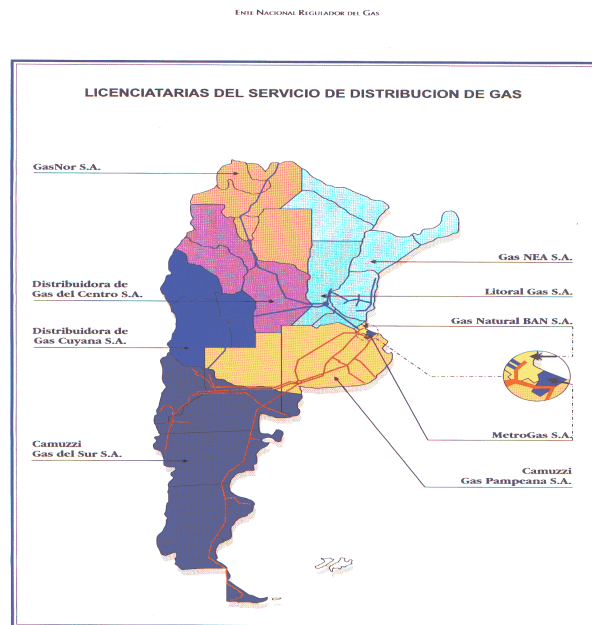 Ente Nacional Regulador del Gas
LICENCIATARIAS DEL SERVICIO DE DISTRIBUCION DE GAS
GasNor S.A.
Gas NEA S.A.
Distribuidora de
Gas del Centro S.A.
Litoral Gas S.A.
Gas Natural BAN S.A.
Distribuidora de
Gas Cuyana S.A.
MetroGas S.A.
Camuzzi
Gas del Sur S.A.
Camuzzi
Gas Pampeana S.A.